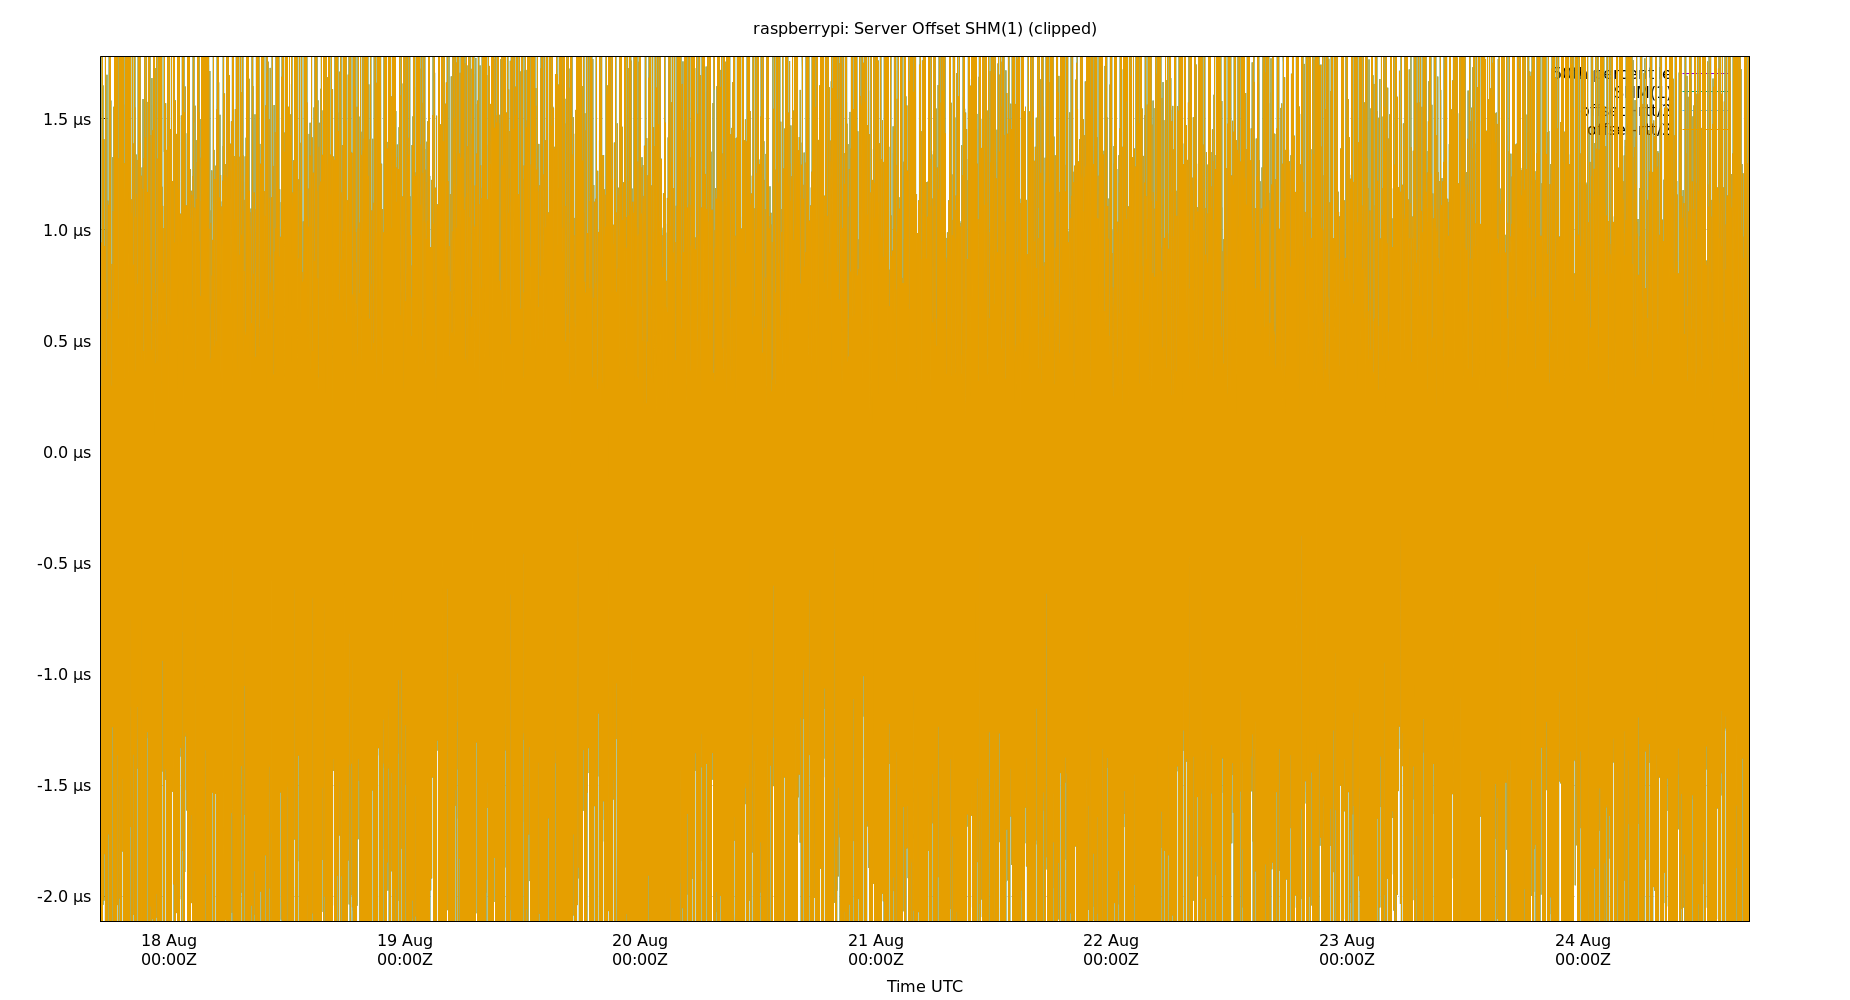 raspberrypi: Server Offset SHM(1) (clipped)
1.5 µs
1.0 µs
0.5 µs
0.0 µs
-0.5 µs
-1.0 µs
-1.5 µs
-2.0 µs
18 Aug 19 Aug 20 Aug 21 Aug 22 Aug 23 Aug 24 Aug
00:00Z 00:00Z 00:00Z 00:00Z 00:00Z 00:00Z 00:00Z
Time UTC